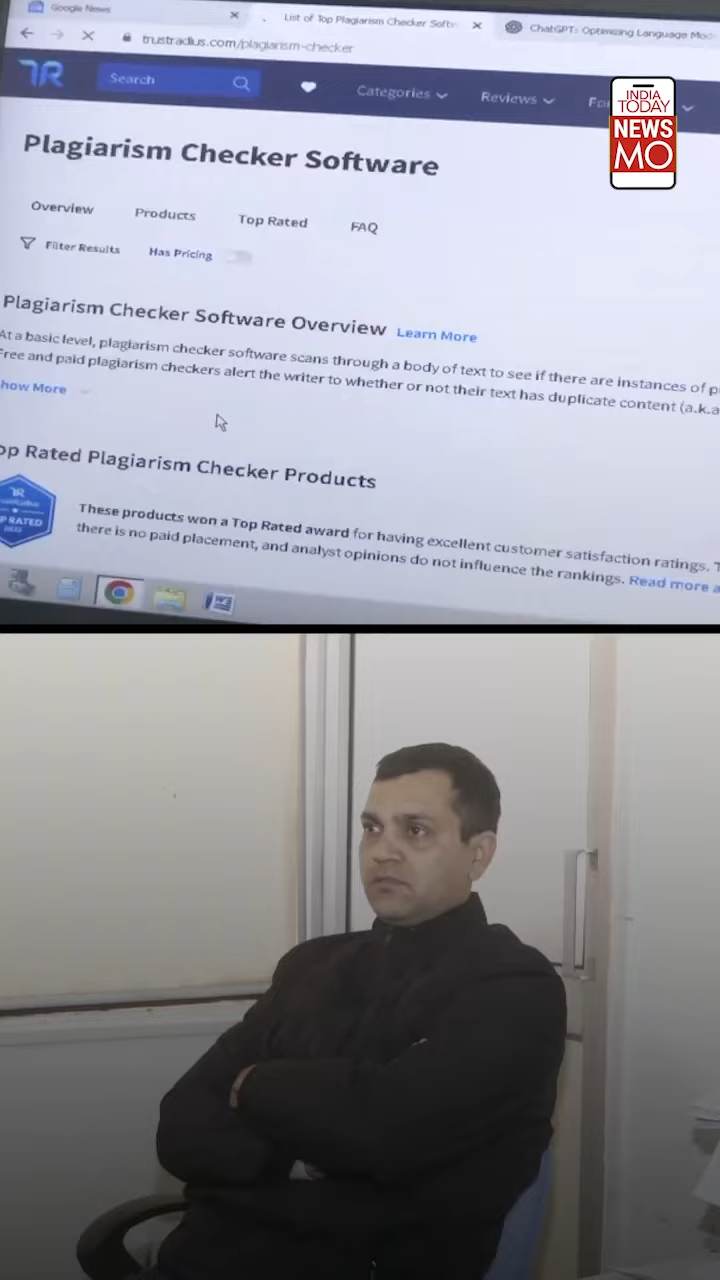 Google News
List of Top Plagiarism Checker Softw
ChatGPT: Optimizing Language Mod
trustradius.com/plagiarism-checker
TR
Search
Categories
Reviews
INDIA
TODAY
NEWS
MO
Plagiarism Checker Software
Overview
Products
Top Rated
FAQ
Filter Results
Has Pricing
Plagiarism Checker Software Overview Learn More
At a basic level, plagiarism checker software scans through a body of text to see if there are instances of p
Free and paid plagiarism checkers alert the writer to whether or not their text has duplicate content (a.k.a
how More
op Rated Plagiarism Checker Products
TR
P RATED
These products won a Top Rated award for having excellent customer satisfaction ratings. T
there is no paid placement, and analyst opinions do not influence the rankings. Read more a